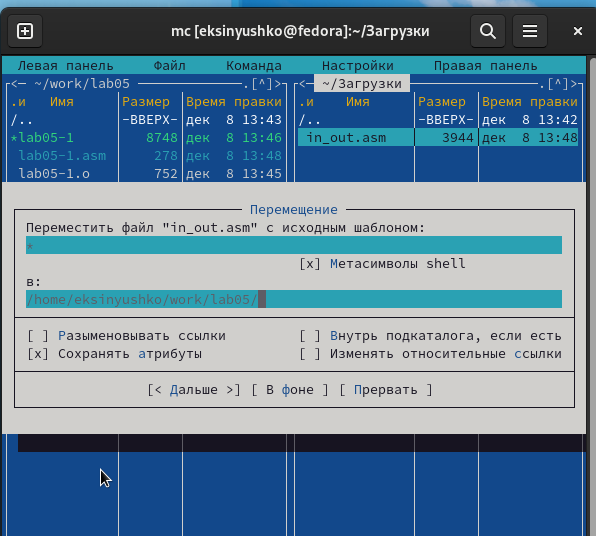 mc [eksinyushko@fedora]:~/Загрузки
Левая панель Файл Команда Настройки Правая панель
<— ~/work/lab05 .[^]> <— ~/Загрузки .[^]>
.и Имя Размер Время правки .и Имя Размер Время правки
/.. -ВВЕРХ- дек 8 13:43 /.. -ВВЕРХ- дек 8 13:42
*lab05-1 8748 дек 8 13:46 in_out.asm 3944 дек 8 13:48
lab05-1.asm 278 дек 8 13:48
lab05-1.o 752 дек 8 13:45
Перемещение
Переместить файл "in_out.asm" с исходным шаблоном:
*
[x] Метасимволы shell
в:
/home/eksinyushko/work/lab05/
[ ] Разыменовывать ссылки [ ] Внутрь подкаталога, если есть
[x] Сохранять атрибуты [ ] Изменять относительные ссылки
[< Дальше >] [ В фоне ] [ Прервать ]